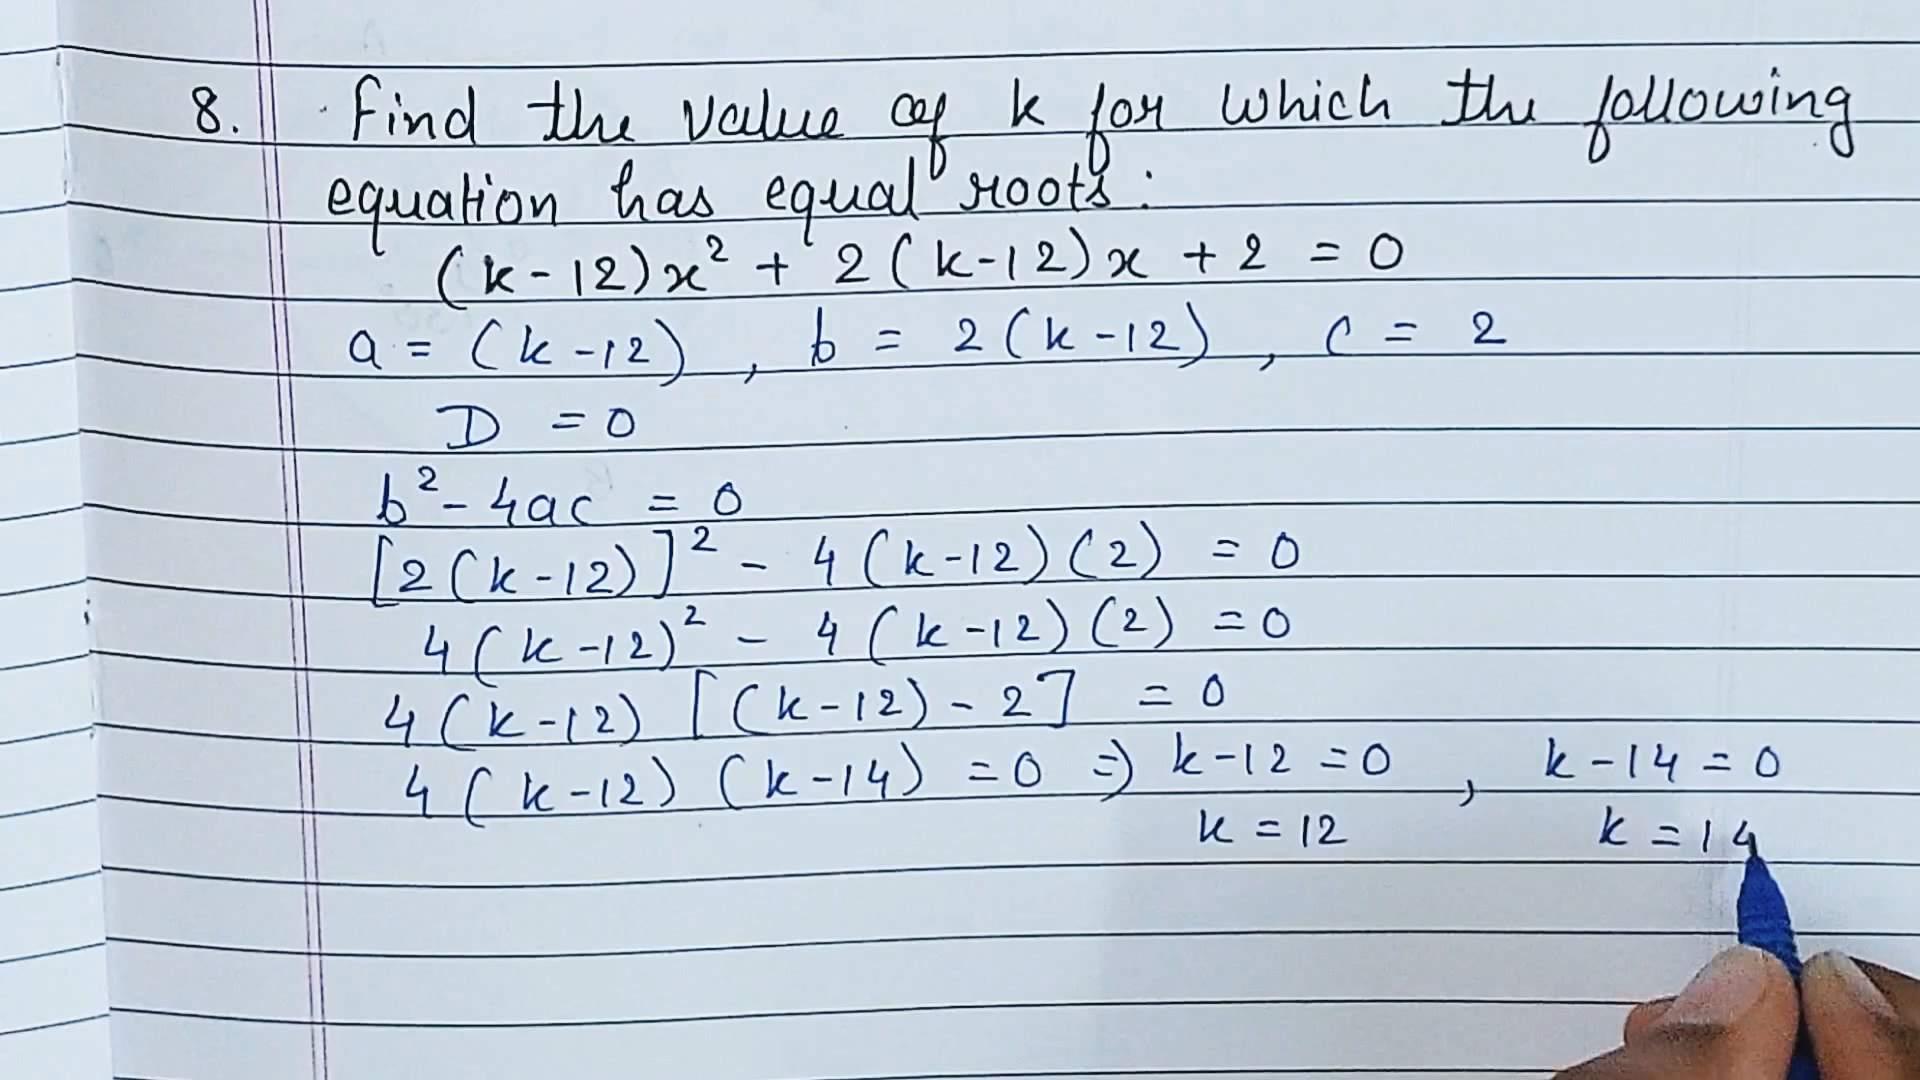 8. Find the value of k for which the following
equation has equal roots:
(k-12)x² + 2(k-12)x + 2 = 0
a = (k-12) , b = 2(k-12) , c = 2
D = 0
b² - 4ac = 0
[2(k-12)]² - 4(k-12)(2) = 0
4(k-12)² - 4(k-12)(2) = 0
4(k-12) [(k-12)-2] = 0
4(k-12) (k-14) = 0 ⇒ k-12 = 0 , k-14 = 0
k = 12 k = 14